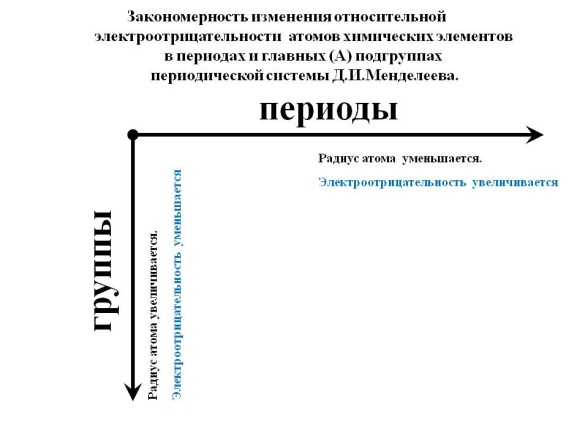 Закономерность изменения относительной
электроотрицательности атомов химических элементов
в периодах и главных (А) подгруппах
периодической системы Д.И.Менделеева.
периоды
Радиус атома уменьшается.
Электроотрицательность увеличивается
группы
Радиус атома увеличивается.
Электроотрицательность уменьшается